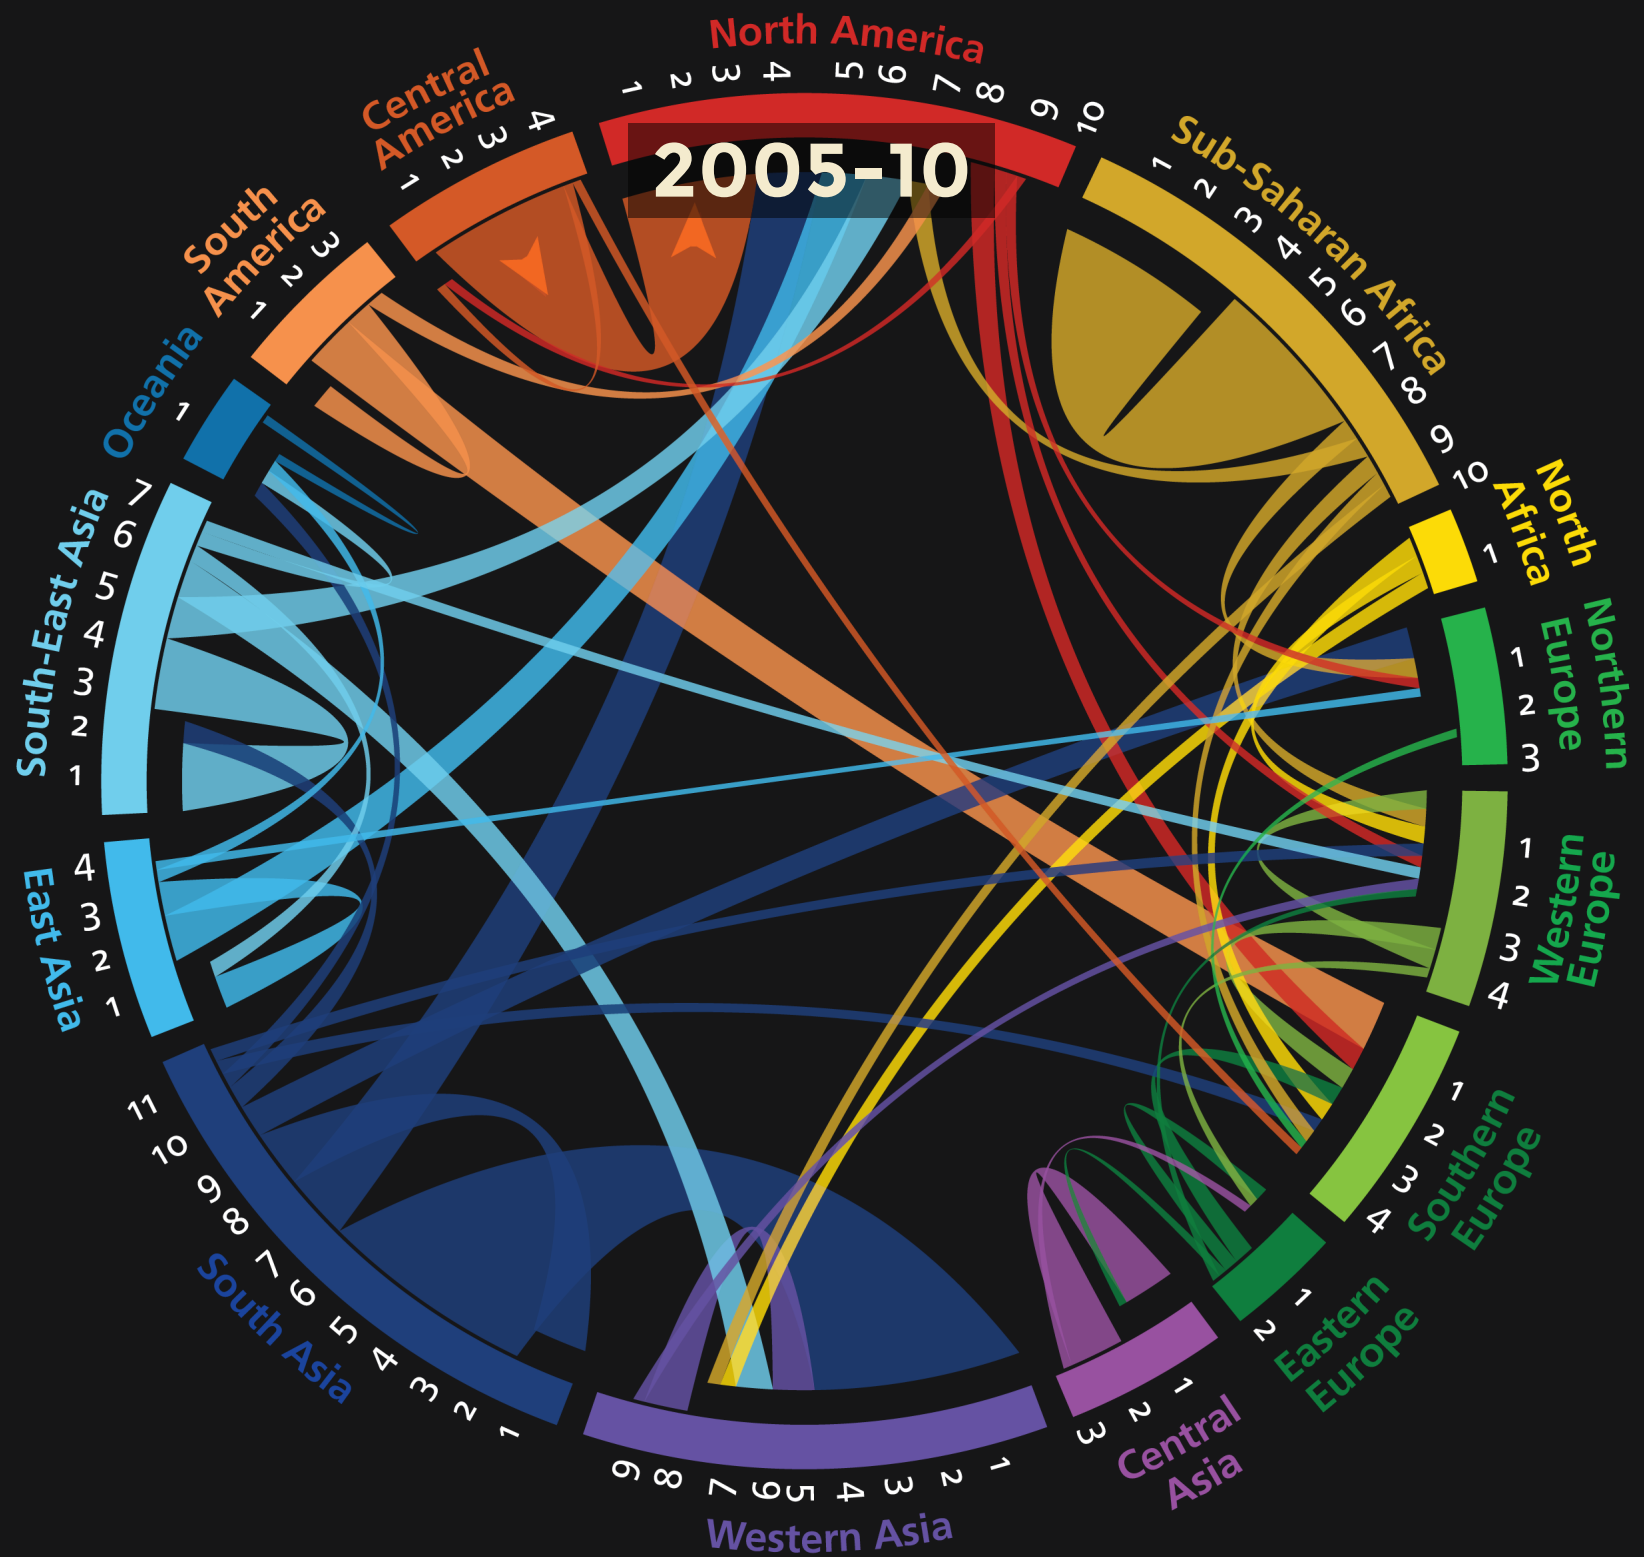 North America
1 2 3 4 5 6 7 8 9 10
2005-10
Sub-Saharan Africa
1 2 3 4 5 6 7 8 9 10
North
Africa
1
Northern
Europe
1 2 3
Western
Europe
1 2 3 4
Southern
Europe
1 2 3 4
Eastern
Europe
1 2
Central
Asia
1 2 3
Western Asia
1 2 3 4 5 6 7 8 9
South Asia
1 2 3 4 5 6 7 8 9 10 11
East Asia
1 2 3 4
South-East Asia
1 2 3 4 5 6 7
Oceania
1
South
America
1 2 3
Central
America
1 2 3 4